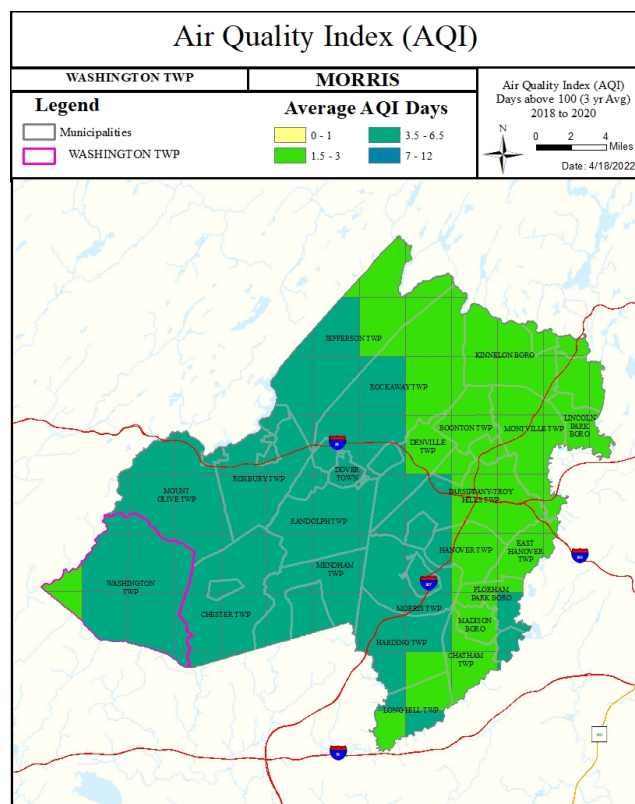 Air Quality Index (AQI)
WASHINGTON TWP
MORRIS
Legend
Municipalities
WASHINGTON TWP
Average AQI Days
0 - 1
1.5 - 3
3.5 - 6.5
7 - 12
Air Quality Index (AQI)
Days above 100 (3 yr Avg)
2018 to 2020
N
0 2 4
Miles
Date: 4/18/2022
JEFFERSON TWP
KINNELON BORO
ROCKAWAY TWP
LINCOLN
PARK
BORO
BOONTON TWP
MONTVILLE TWP
DENVILLE
TWP
80
DOVER
TOWN
ROXBURY TWP
MOUNT
OLIVE TWP
PARSIPPANY-TROY
HILLS TWP
RANDOLPH TWP
HANOVER TWP
EAST
HANOVER
TWP
280
MENDHAM
TWP
WASHINGTON
TWP
287
FLORHAM
PARK BORO
CHESTER TWP
MORRIS TWP
MADISON
BORO
HARDING TWP
CHATHAM
TWP
LONG HILL TWP
78